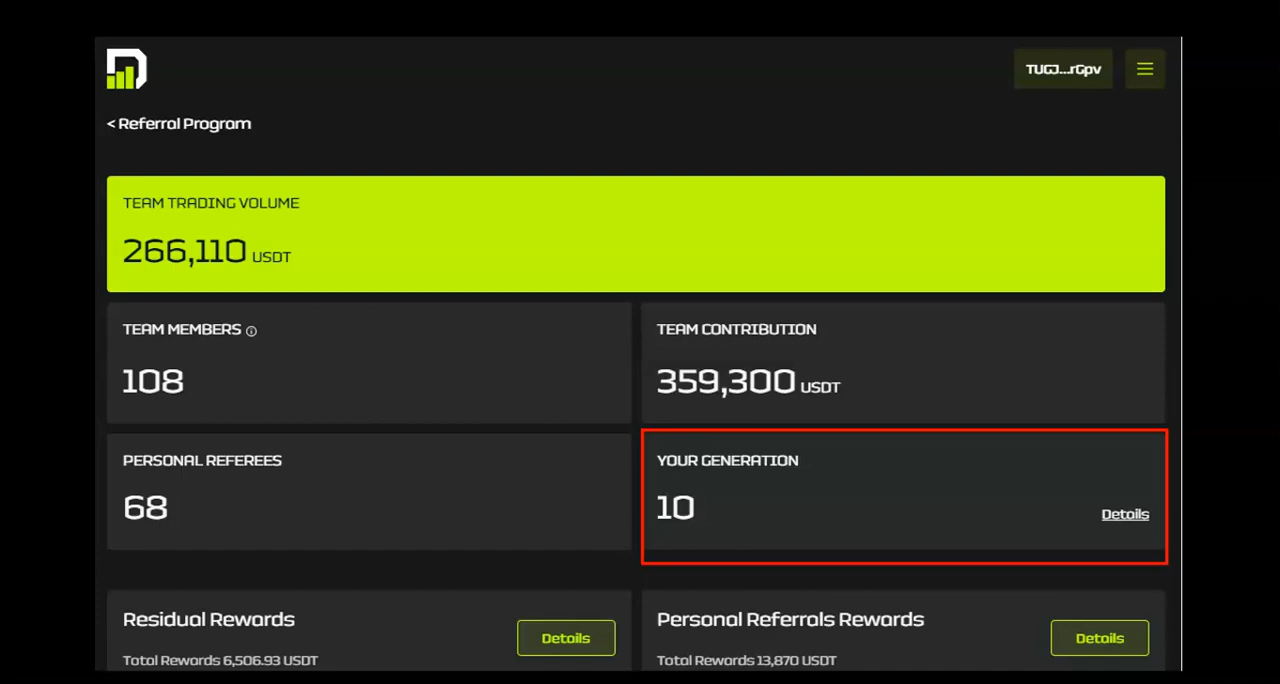 TUGJ...rGpv
< Referral Program
TEAM TRADING VOLUME
266,110 USDT
TEAM MEMBERS
108
TEAM CONTRIBUTION
359,300 USDT
PERSONAL REFEREES
68
YOUR GENERATION
10
Details
Residual Rewards
Details
Total Rewards 6,506.93 USDT
Personal Referrals Rewards
Details
Total Rewards 13,870 USDT